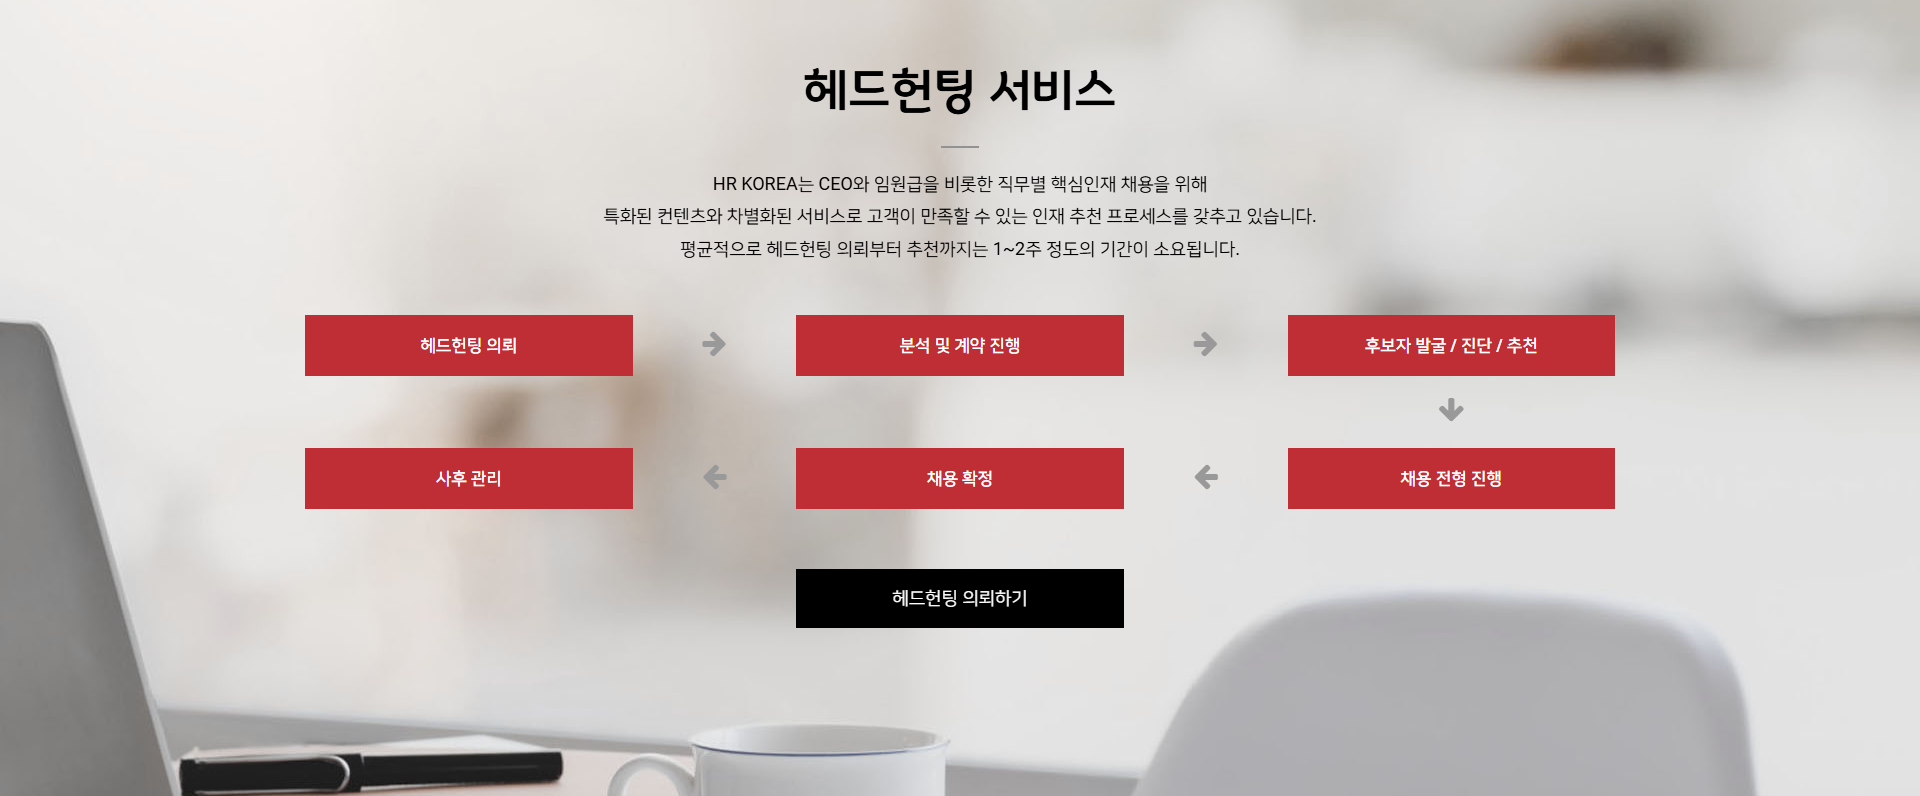 헤드헌팅 서비스
HR KOREA는 CEO와 임원급을 비롯한 직무별 핵심인재 채용을 위해
특화된 컨텐츠와 차별화된 서비스로 고객이 만족할 수 있는 인재 추천 프로세스를 갖추고 있습니다.
평균적으로 헤드헌팅 의뢰부터 추천까지는 1~2주 정도의 기간이 소요됩니다.
헤드헌팅 의뢰
분석 및 계약 진행
후보자 발굴 / 진단 / 추천
채용 전형 진행
채용 확정
사후 관리
헤드헌팅 의뢰하기